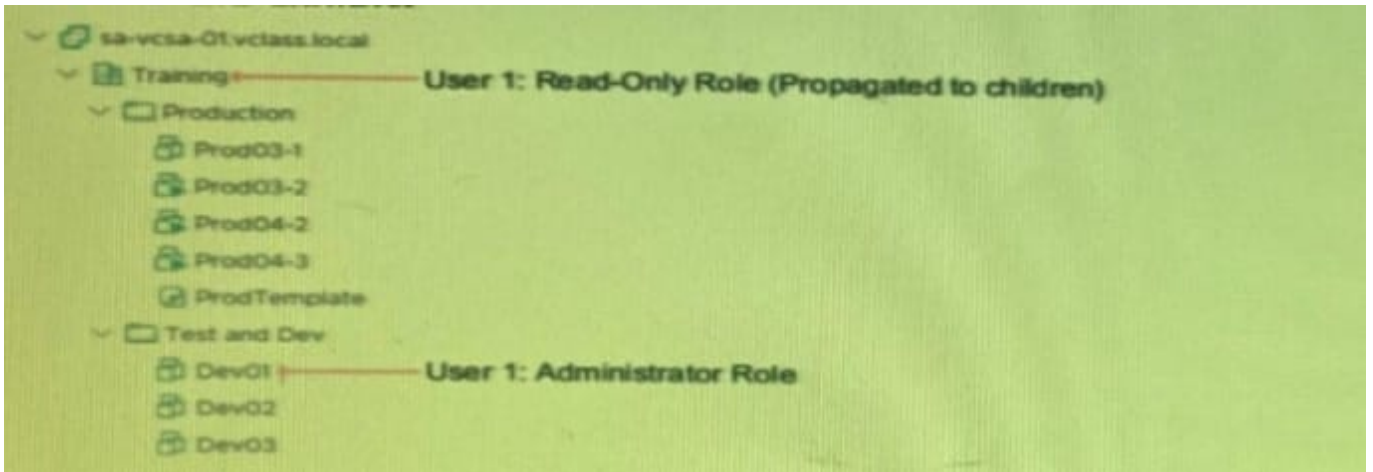 sa-vcsa-01.vclass.local
Training User 1: Read-Only Role (Propagated to children)
Production
Prod03-1
Prod03-2
Prod04-2
Prod04-3
ProdTemplate
Test and Dev
Dev01 User 1: Administrator Role
Dev02
Dev03